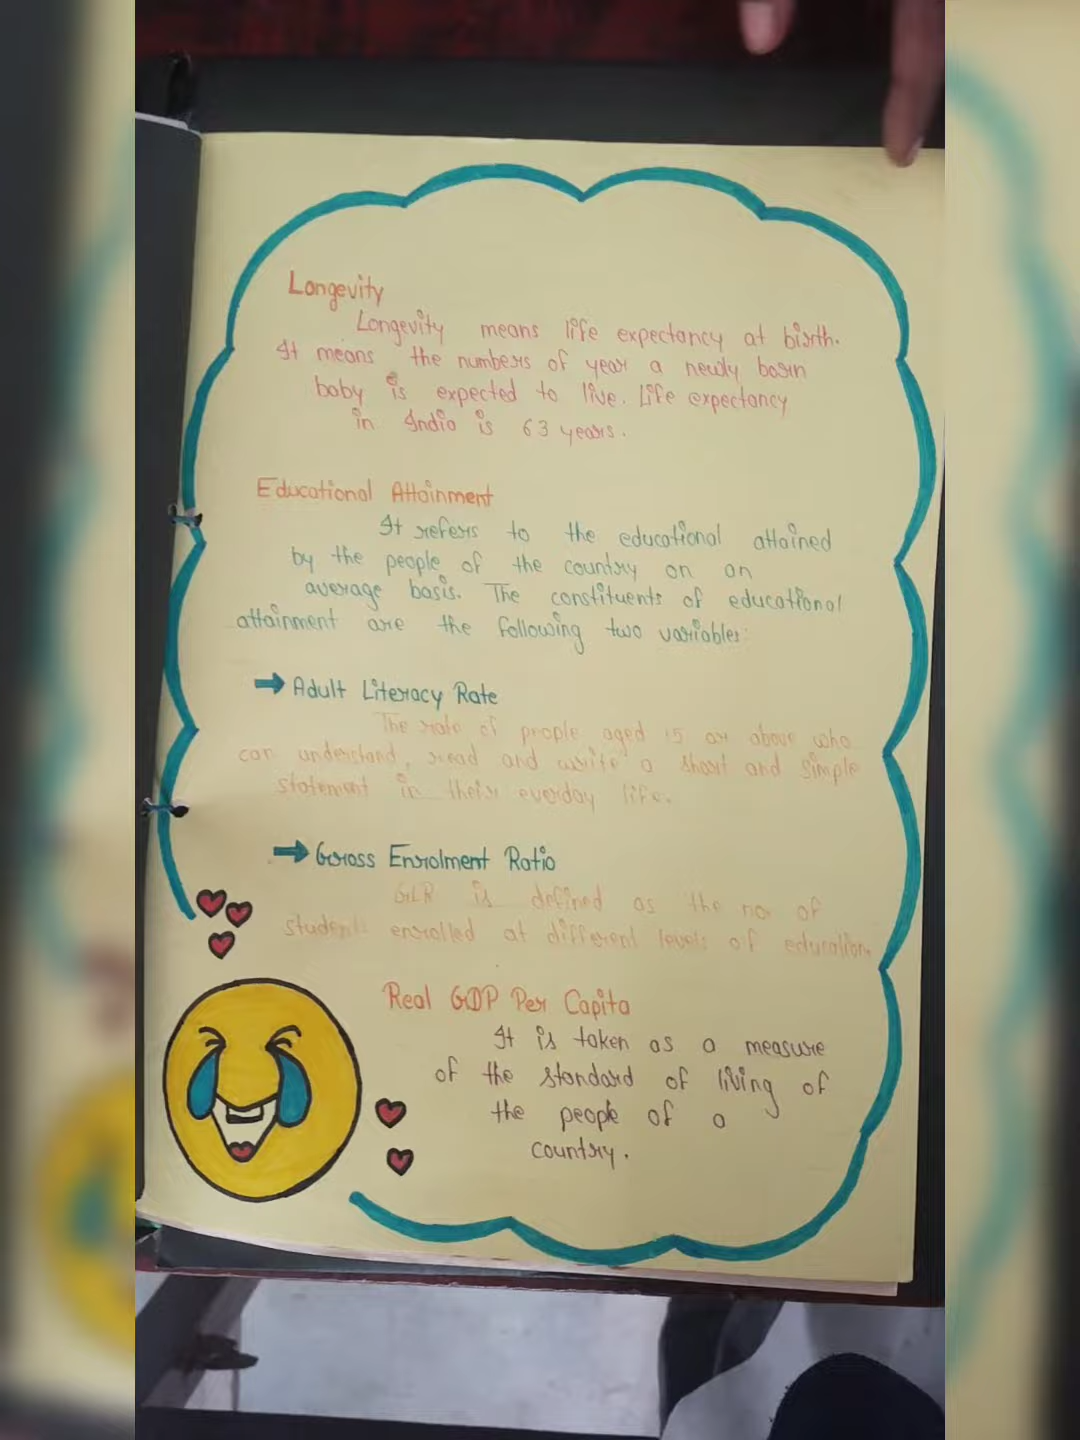 Longevity
Longevity means life expectancy at birth.
It means the numbers of year a newly born
baby is expected to live. Life expectancy
in India is 63 years.
Educational Attainment
It refers to the educational attained
by the people of the country on an
average basis. The constituents of educational
attainment are the following two variables:
➡ Adult Literacy Rate
The rate of people aged 15 or above who
can understand, read and write a short and simple
statement in their everday life.
➡ Gross Enrolment Ratio
GER is defined as the no. of
students enrolled at different levels of education.
Real GDP Per Capita
It is taken as a measure
of the standard of living of
the people of a
country.